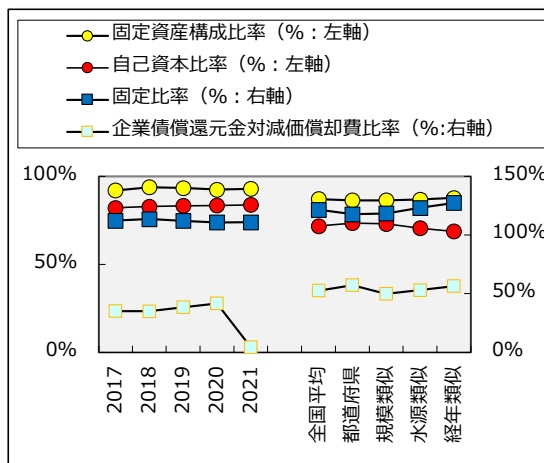 固定資産構成比率（%：左軸）
自己資本比率（%：左軸）
固定比率（%：右軸）
企業債償還元金対減価償却費比率（%:右軸）
100%
50%
0%
150%
100%
50%
0%
2017
2018
2019
2020
2021
全国平均
都道府県
規模類似
水源類似
経年類似